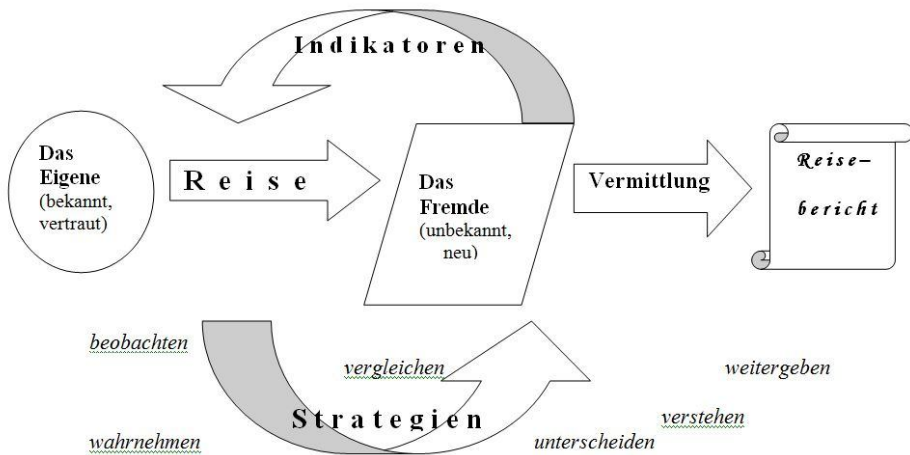 Indikatoren
Das
Eigene
(bekannt,
vertraut)
Reise
Das
Fremde
(unbekannt,
neu)
Vermittlung
Reise–
bericht
beobachten
vergleichen
weitergeben
Strategien
verstehen
wahrnehmen
unterscheiden